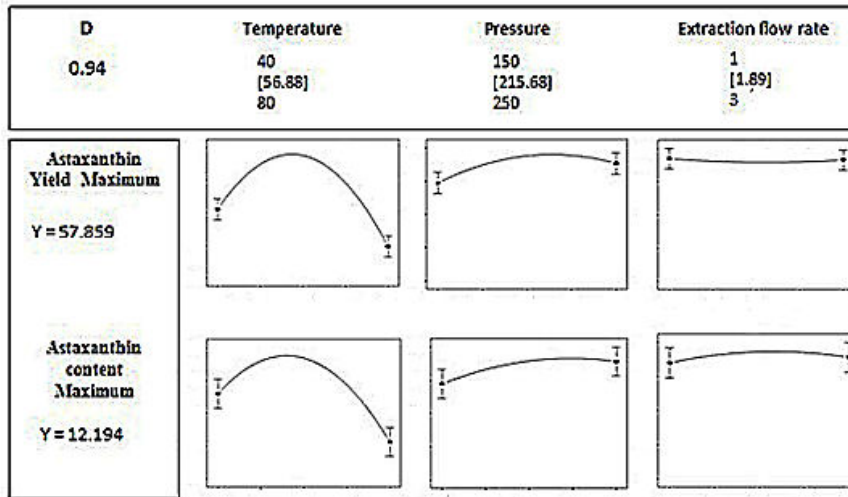 D Temperature Pressure Extraction flow rate
0.94
40 150 1
[56.88] [215.68] [1.89]
80 250 3
Astaxanthin
Yield Maximum
Y = 57.859
Astaxanthin
content
Maximum
Y = 12.194